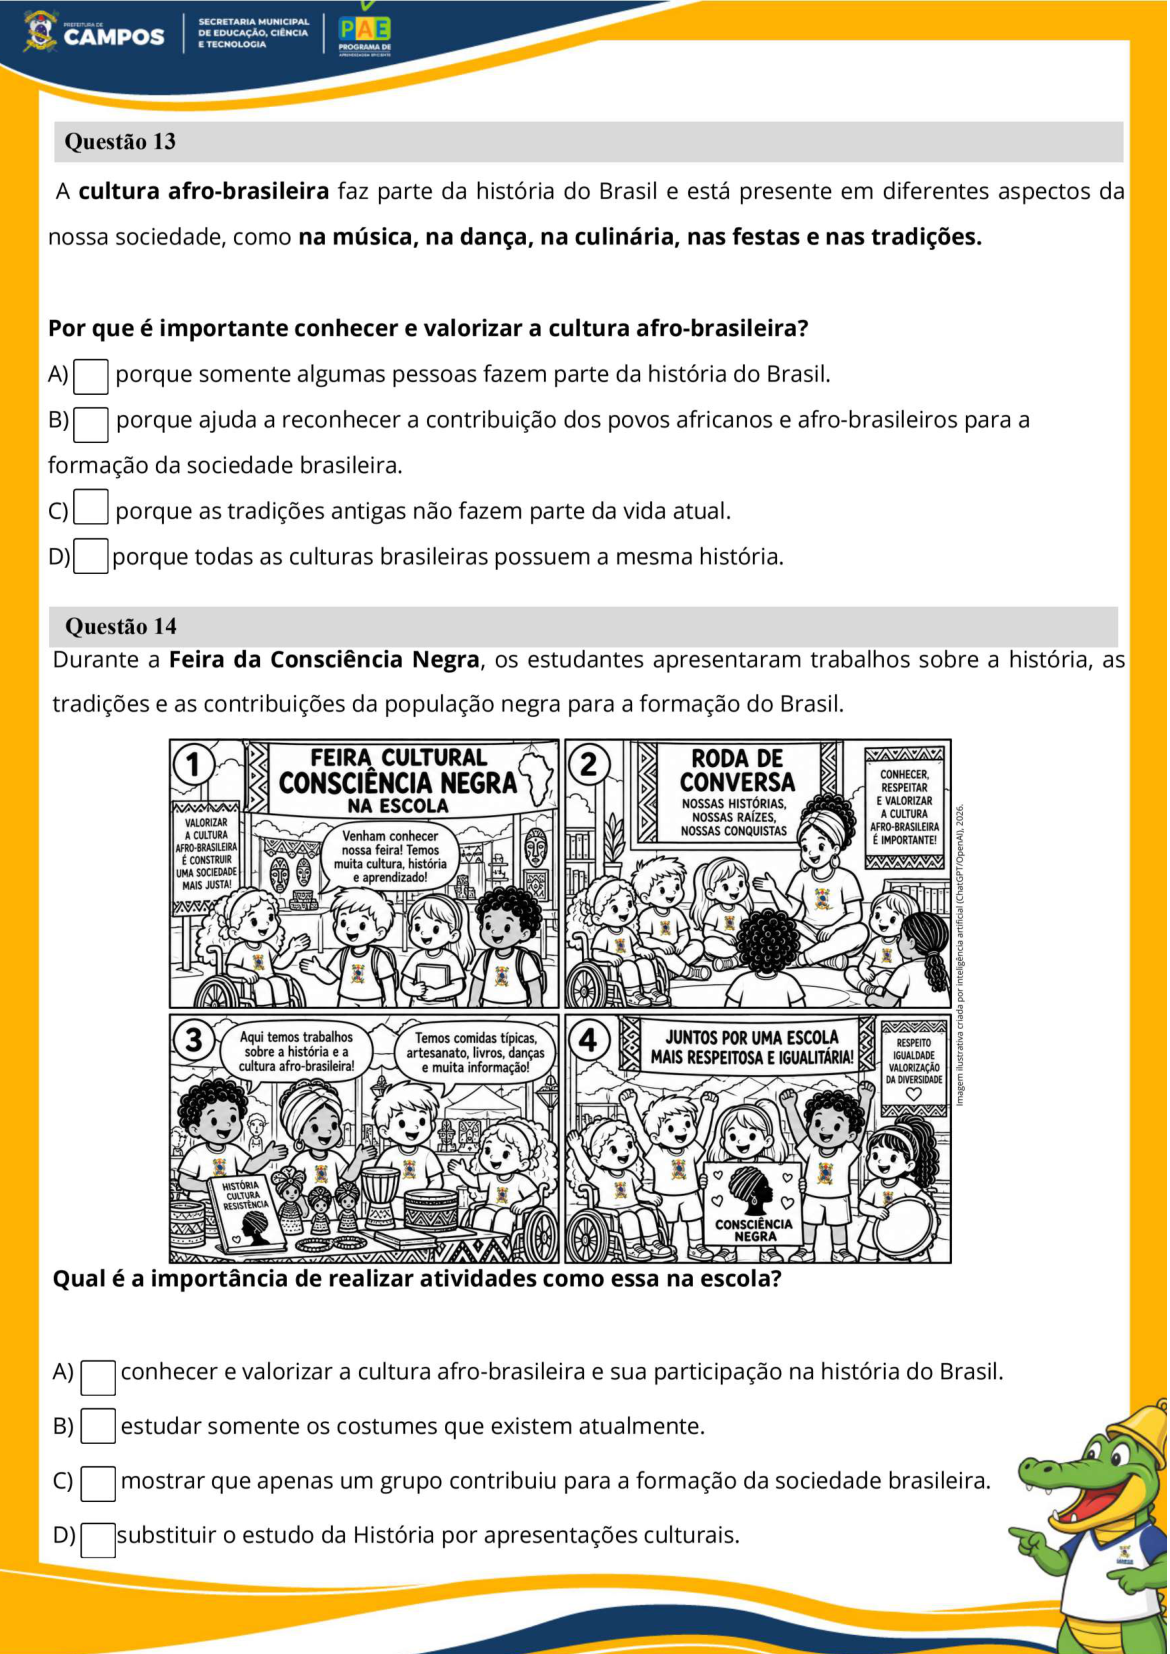 PREFEITURA DE
CAMPOS
SECRETARIA MUNICIPAL
DE EDUCAÇÃO, CIÊNCIA
E TECNOLOGIA
PAE
PROGRAMA DE
APRENDIZAGEM EFICIENTE
Questão 13
A cultura afro-brasileira faz parte da história do Brasil e está presente em diferentes aspectos da
nossa sociedade, como na música, na dança, na culinária, nas festas e nas tradições.
Por que é importante conhecer e valorizar a cultura afro-brasileira?
A) porque somente algumas pessoas fazem parte da história do Brasil.
B) porque ajuda a reconhecer a contribuição dos povos africanos e afro-brasileiros para a
formação da sociedade brasileira.
C) porque as tradições antigas não fazem parte da vida atual.
D) porque todas as culturas brasileiras possuem a mesma história.
Questão 14
Durante a Feira da Consciência Negra, os estudantes apresentaram trabalhos sobre a história, as
tradições e as contribuições da população negra para a formação do Brasil.
1
FEIRA CULTURAL
CONSCIÊNCIA NEGRA
NA ESCOLA
VALORIZAR
A CULTURA
AFRO-BRASILEIRA
É CONSTRUIR
UMA SOCIEDADE
MAIS JUSTA!
Venham conhecer
nossa feira! Temos
muita cultura, história
e aprendizado!
2
RODA DE
CONVERSA
NOSSAS HISTÓRIAS,
NOSSAS RAÍZES,
NOSSAS CONQUISTAS
CONHECER,
RESPEITAR
E VALORIZAR
A CULTURA
AFRO-BRASILEIRA
É IMPORTANTE!
3
Aqui temos trabalhos
sobre a história e a
cultura afro-brasileira!
Temos comidas típicas,
artesanato, livros, danças
e muita informação!
HISTÓRIA
CULTURA
RESISTÊNCIA
4
JUNTOS POR UMA ESCOLA
MAIS RESPEITOSA E IGUALITÁRIA!
RESPEITO
IGUALDADE
VALORIZAÇÃO
DA DIVERSIDADE
CONSCIÊNCIA
NEGRA
Imagem ilustrativa criada por inteligência artificial (ChatGPT/OpenAI), 2026.
Qual é a importância de realizar atividades como essa na escola?
A) conhecer e valorizar a cultura afro-brasileira e sua participação na história do Brasil.
B) estudar somente os costumes que existem atualmente.
C) mostrar que apenas um grupo contribuiu para a formação da sociedade brasileira.
D) substituir o estudo da História por apresentações culturais.